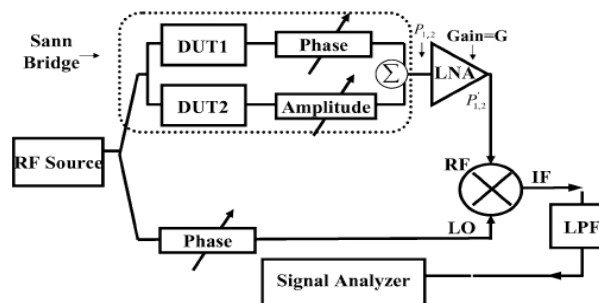 Sann
Bridge
DUT1
Phase
DUT2
Amplitude
Σ
P1,2
Gain=G
LNA
P'1,2
RF Source
RF
IF
LO
Phase
LPF
Signal Analyzer